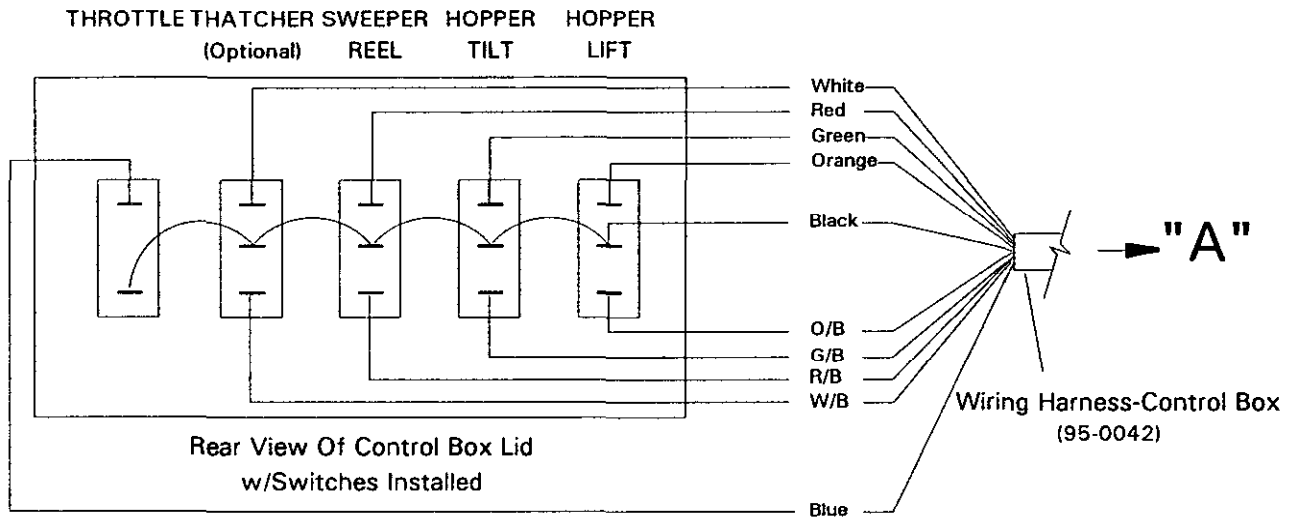 THROTTLE THATCHER SWEEPER HOPPER HOPPER
(Optional) REEL TILT LIFT
White
Red
Green
Orange
Black
"A"
O/B
G/B
R/B
W/B
Wiring Harness-Control Box
(95-0042)
Rear View Of Control Box Lid
w/Switches Installed
Blue